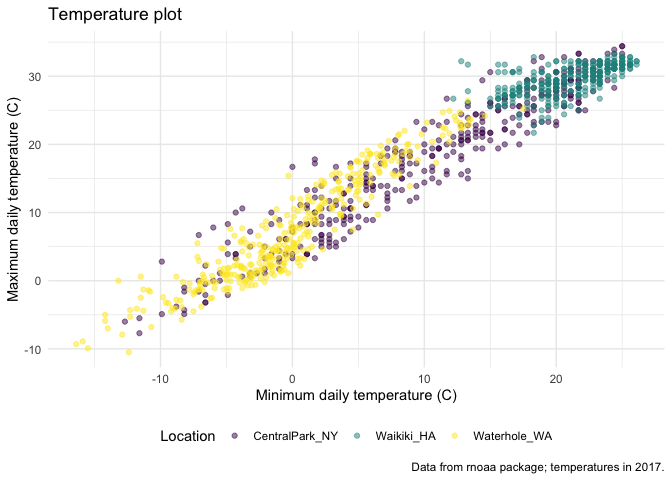 Temperature plot
Maximum daily temperature (C)
30
20
10
0
-10
-10 0 10 20
Minimum daily temperature (C)
Location CentralPark_NY Waikiki_HA Waterhole_WA
Data from rnoaa package; temperatures in 2017.